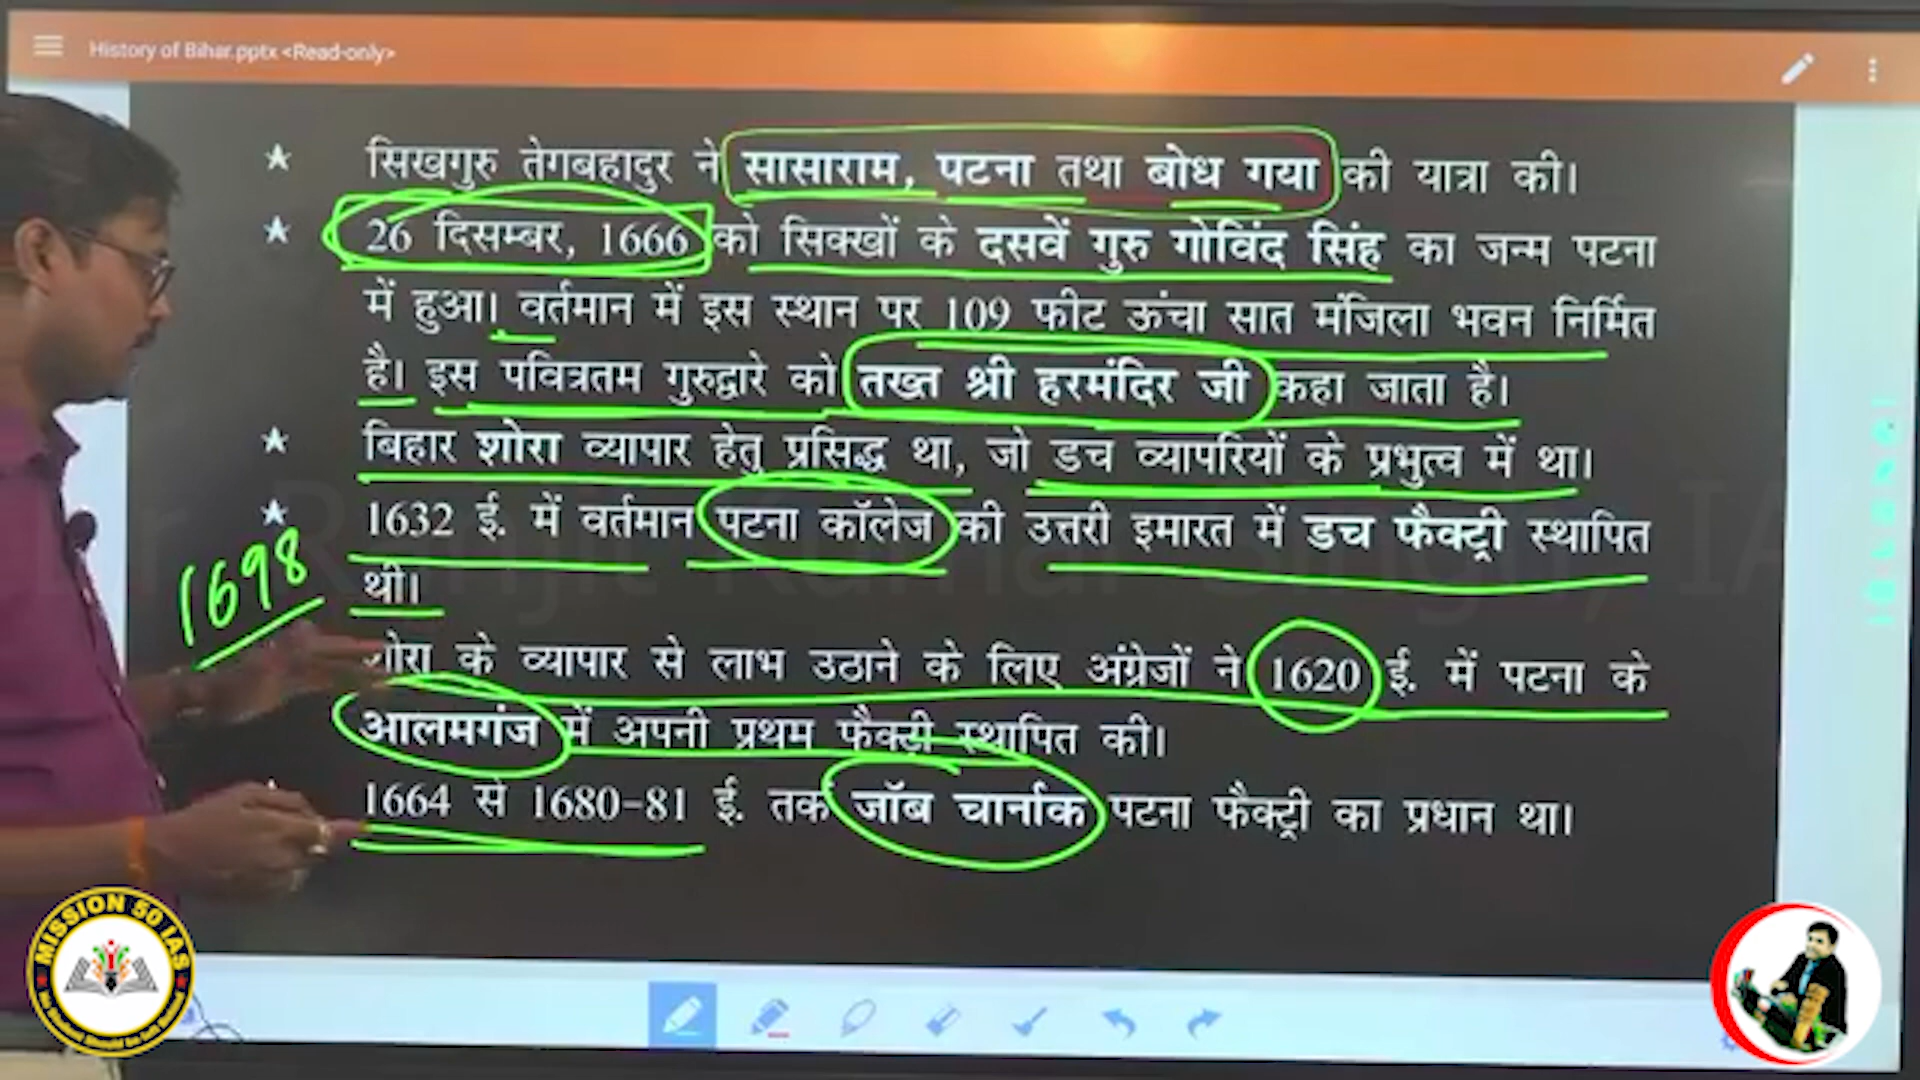 History of Bihar.pptx <Read-only>
★ सिखगुरु तेगबहादुर ने सासाराम, पटना तथा बोध गया की यात्रा की।
★ 26 दिसम्बर, 1666 को सिक्खों के दसवें गुरु गोविंद सिंह का जन्म पटना
में हुआ। वर्तमान में इस स्थान पर 109 फीट ऊंचा सात मंजिला भवन निर्मित
है। इस पवित्रतम गुरुद्वारे को तख्त श्री हरमंदिर जी कहा जाता है।
★ बिहार शोरा व्यापार हेतु प्रसिद्ध था, जो डच व्यापरियों के प्रभुत्व में था।
★ 1632 ई. में वर्तमान पटना कॉलेज की उत्तरी इमारत में डच फैक्ट्री स्थापित
थी।
1698
शोरा के व्यापार से लाभ उठाने के लिए अंग्रेजों ने 1620 ई. में पटना के
आलमगंज में अपनी प्रथम फैक्ट्री स्थापित की।
1664 से 1680-81 ई. तक जॉब चार्नाक पटना फैक्ट्री का प्रधान था।
MISSION 50 IAS